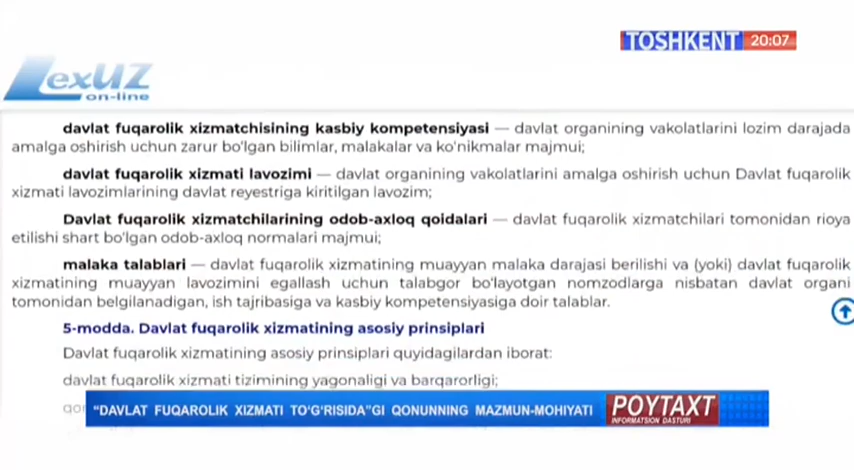 TOSHKENT 20:07
LexUZ
on-line
davlat fuqarolik xizmatchisining kasbiy kompetensiyasi — davlat organining vakolatlarini lozim darajada
amalga oshirish uchun zarur bo'lgan bilimlar, malakalar va ko'nikmalar majmui;
davlat fuqarolik xizmati lavozimi — davlat organining vakolatlarini amalga oshirish uchun Davlat fuqarolik
xizmati lavozimlarining davlat reyestriga kiritilgan lavozim;
Davlat fuqarolik xizmatchilarining odob-axloq qoidalari — davlat fuqarolik xizmatchilari tomonidan rioya
etilishi shart bo'lgan odob-axloq normalari majmui;
malaka talablari — davlat fuqarolik xizmatining muayyan malaka darajasi berilishi va (yoki) davlat fuqarolik
xizmatining muayyan lavozimini egallash uchun talabgor bo'layotgan nomzodlarga nisbatan davlat organi
tomonidan belgilanadigan, ish tajribasiga va kasbiy kompetensiyasiga doir talablar.
5-modda. Davlat fuqarolik xizmatining asosiy prinsiplari
Davlat fuqarolik xizmatining asosiy prinsiplari quyidagilardan iborat:
davlat fuqarolik xizmati tizimining yagonaligi va barqarorligi;
"DAVLAT FUQAROLIK XIZMATI TO'G'RISIDA"GI QONUNNING MAZMUN-MOHIYATI
POYTAXT
INFORMATSION DASTURI